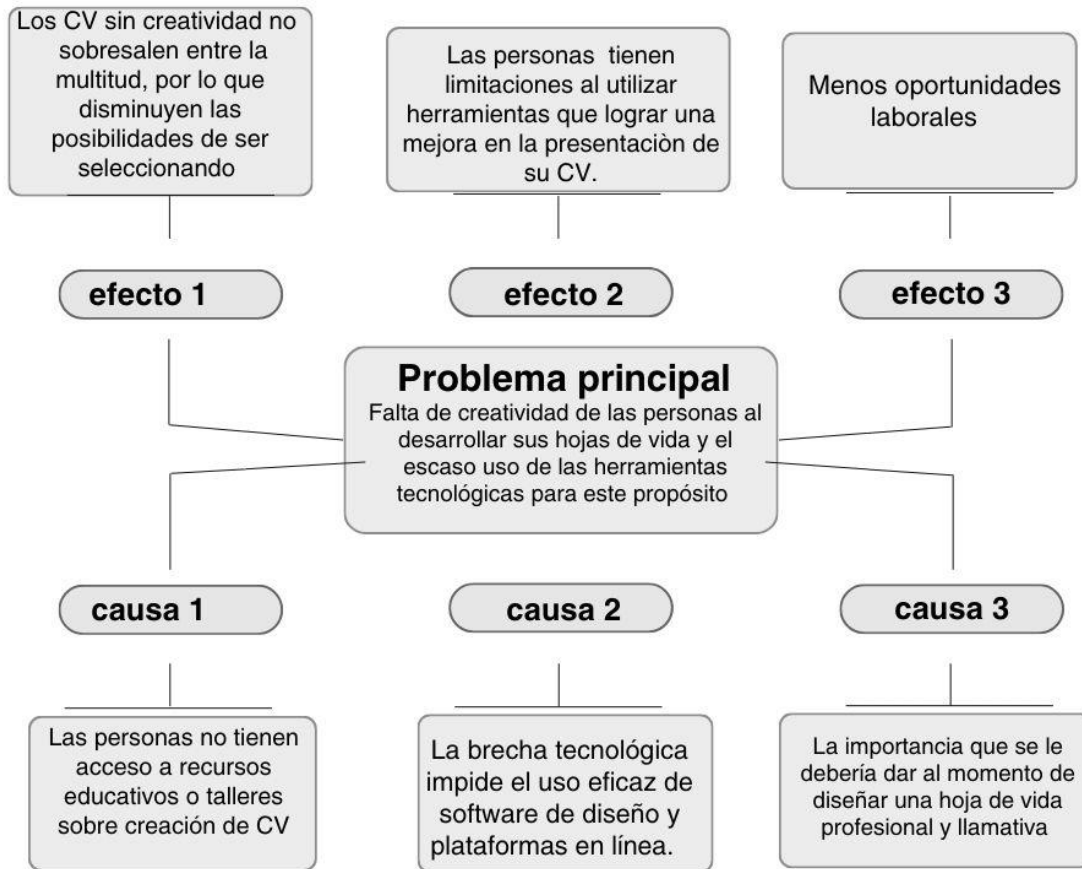 Los CV sin creatividad no
sobresalen entre la
multitud, por lo que
disminuyen las
posibilidades de ser
seleccionando
Las personas tienen
limitaciones al utilizar
herramientas que lograr una
mejora en la presentaciòn de
su CV.
Menos oportunidades
laborales
efecto 1
efecto 2
efecto 3
Problema principal
Falta de creatividad de las personas al
desarrollar sus hojas de vida y el
escaso uso de las herramientas
tecnológicas para este propósito
causa 1
causa 2
causa 3
Las personas no tienen
acceso a recursos
educativos o talleres
sobre creación de CV
La brecha tecnológica
impide el uso eficaz de
software de diseño y
plataformas en línea.
La importancia que se le
debería dar al momento de
diseñar una hoja de vida
profesional y llamativa